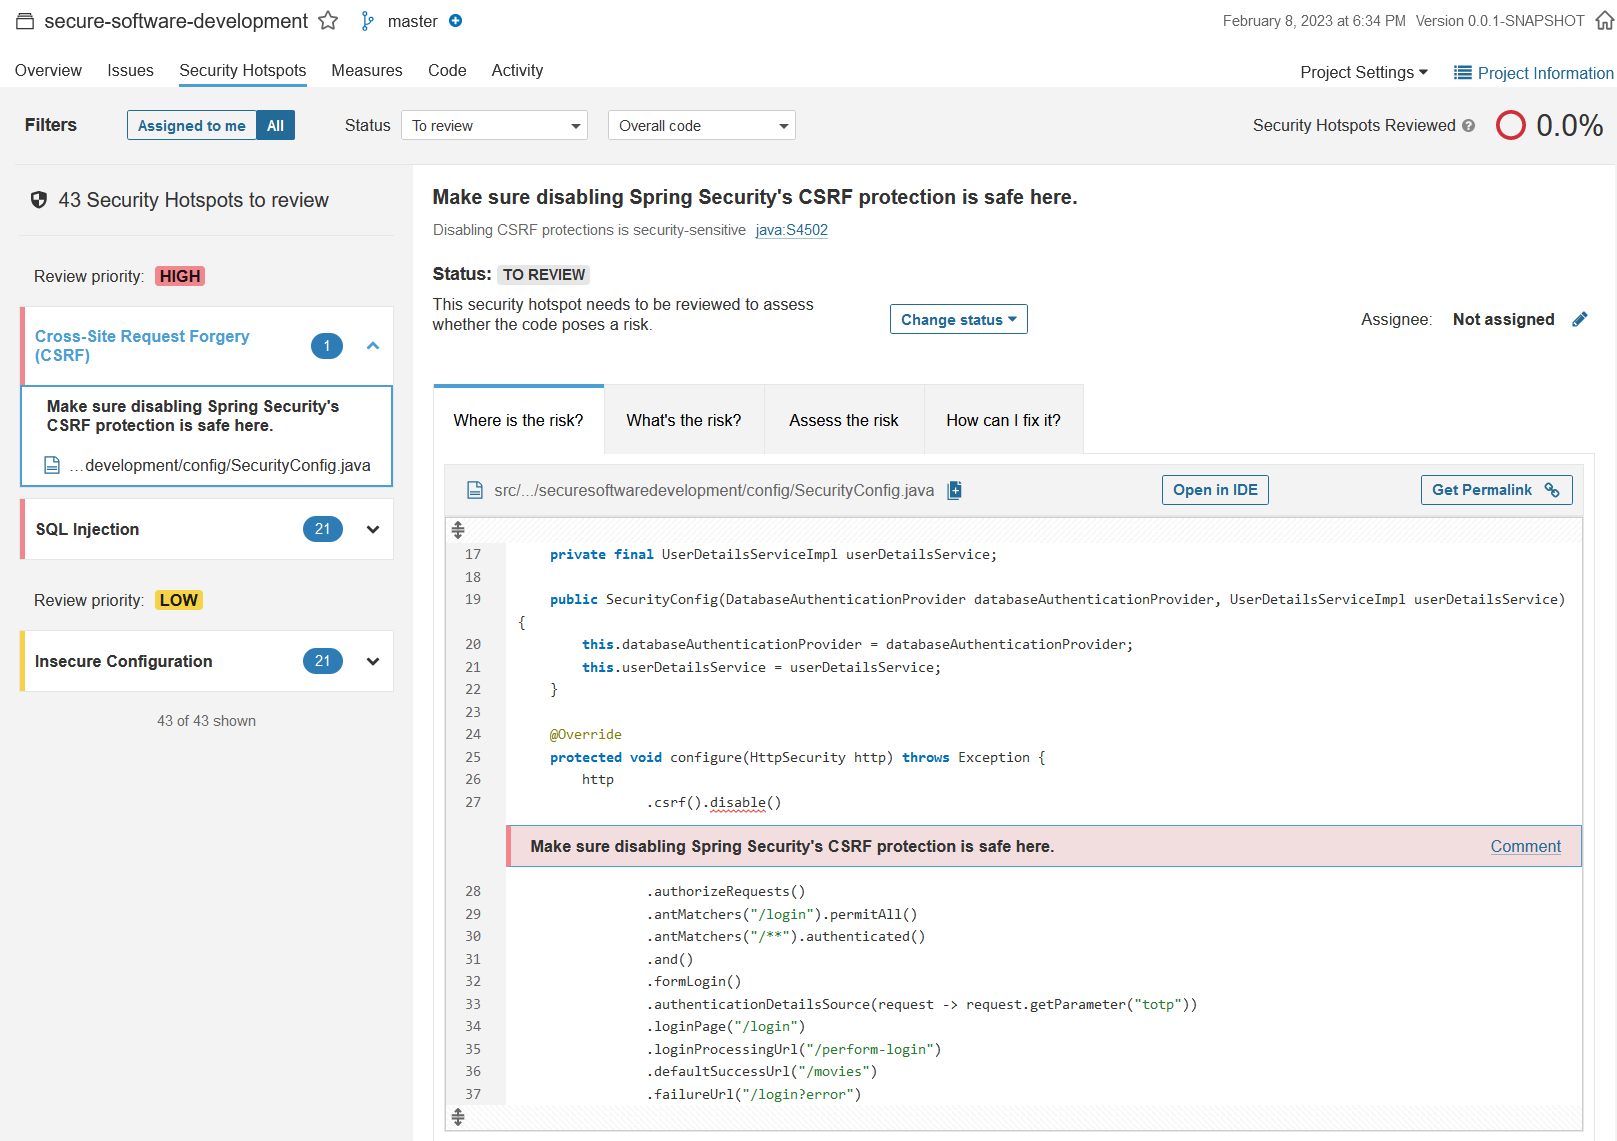 secure-software-development master
February 8, 2023 at 6:34 PM Version 0.0.1-SNAPSHOT
Overview Issues Security Hotspots Measures Code Activity
Project Settings Project Information
Filters Assigned to me All Status To review Overall code
Security Hotspots Reviewed ? 0.0%
43 Security Hotspots to review
Review priority: HIGH
Cross-Site Request Forgery
(CSRF)
1
Make sure disabling Spring Security's
CSRF protection is safe here.
...development/config/SecurityConfig.java
SQL Injection 21
Review priority: LOW
Insecure Configuration 21
43 of 43 shown
Make sure disabling Spring Security's CSRF protection is safe here.
Disabling CSRF protections is security-sensitive java:S4502
Status: TO REVIEW
This security hotspot needs to be reviewed to assess
whether the code poses a risk.
Change status
Assignee: Not assigned
Where is the risk? What's the risk? Assess the risk How can I fix it?
src/.../securesoftwaredevelopment/config/SecurityConfig.java
Open in IDE Get Permalink
17 private final UserDetailsServiceImpl userDetailsService;
18
19 public SecurityConfig(DatabaseAuthenticationProvider databaseAuthenticationProvider, UserDetailsServiceImpl userDetailsService)
{
20 this.databaseAuthenticationProvider = databaseAuthenticationProvider;
21 this.userDetailsService = userDetailsService;
22 }
23
24 @Override
25 protected void configure(HttpSecurity http) throws Exception {
26 http
27 .csrf().disable()
Make sure disabling Spring Security's CSRF protection is safe here. Comment
28 .authorizeRequests()
29 .antMatchers("/login").permitAll()
30 .antMatchers("/**").authenticated()
31 .and()
32 .formLogin()
33 .authenticationDetailsSource(request -> request.getParameter("totp"))
34 .loginPage("/login")
35 .loginProcessingUrl("/perform-login")
36 .defaultSuccessUrl("/movies")
37 .failureUrl("/login?error")